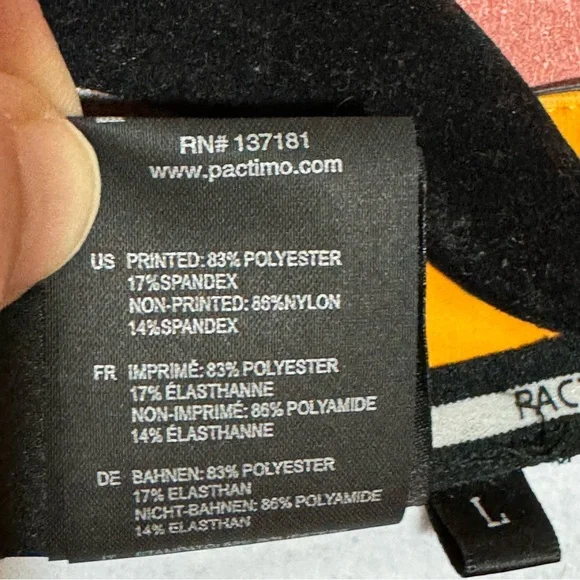 RN# 137181
www.pactimo.com
US PRINTED: 83% POLYESTER
17%SPANDEX
NON-PRINTED: 86%NYLON
14%SPANDEX
FR IMPRIMÉ: 83% POLYESTER
17% ÉLASTHANNE
NON-IMPRIMÉ: 86% POLYAMIDE
14% ÉLASTHANNE
DE BAHNEN: 83% POLYESTER
17% ELASTHAN
NICHT-BAHNEN: 86% POLYAMIDE
14% ELASTHAN
PACT
L